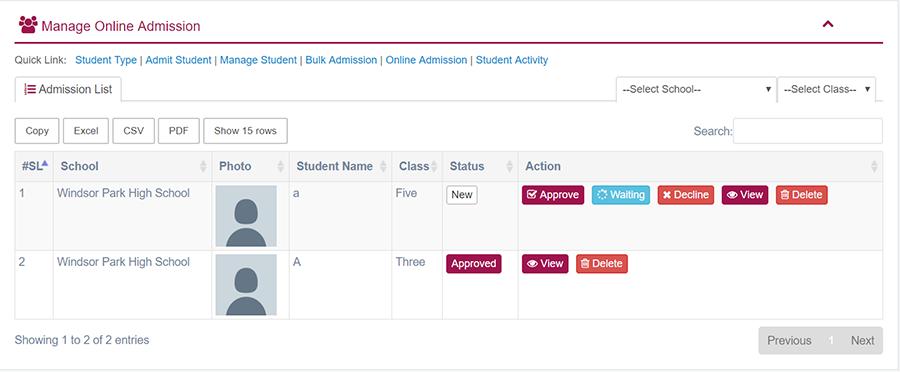 Manage Online Admission
Quick Link: Student Type | Admit Student | Manage Student | Bulk Admission | Online Admission | Student Activity
Admission List --Select School-- --Select Class--
Copy Excel CSV PDF Show 15 rows Search:
#SL School Photo Student Name Class Status Action
1 Windsor Park High School a Five New Approve Waiting Decline View Delete
2 Windsor Park High School A Three Approved View Delete
Showing 1 to 2 of 2 entries Previous 1 Next